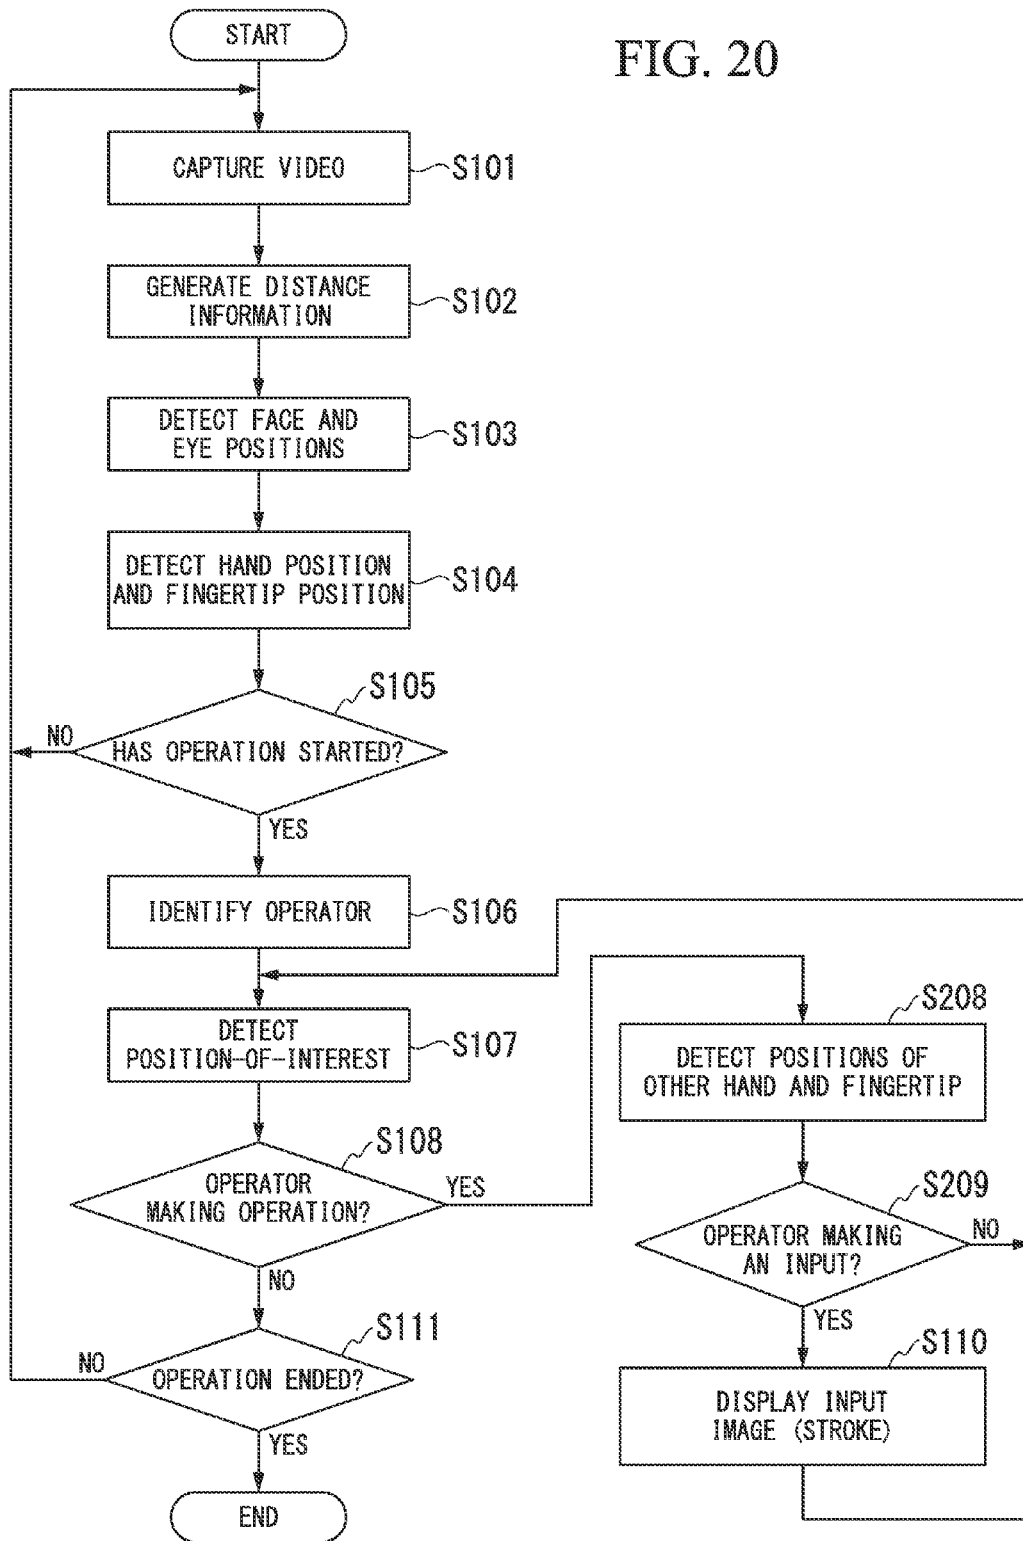 START
FIG. 20
CAPTURE VIDEO
S101
GENERATE DISTANCE
INFORMATION
S102
DETECT FACE AND
EYE POSITIONS
S103
DETECT HAND POSITION
AND FINGERTIP POSITION
S104
S105
HAS OPERATION STARTED?
NO
YES
IDENTIFY OPERATOR
S106
DETECT
POSITION-OF-INTEREST
S107
S108
OPERATOR
MAKING OPERATION?
YES
NO
S111
OPERATION ENDED?
NO
YES
END
S208
DETECT POSITIONS OF
OTHER HAND AND FINGERTIP
S209
OPERATOR MAKING
AN INPUT?
NO
YES
S110
DISPLAY INPUT
IMAGE (STROKE)